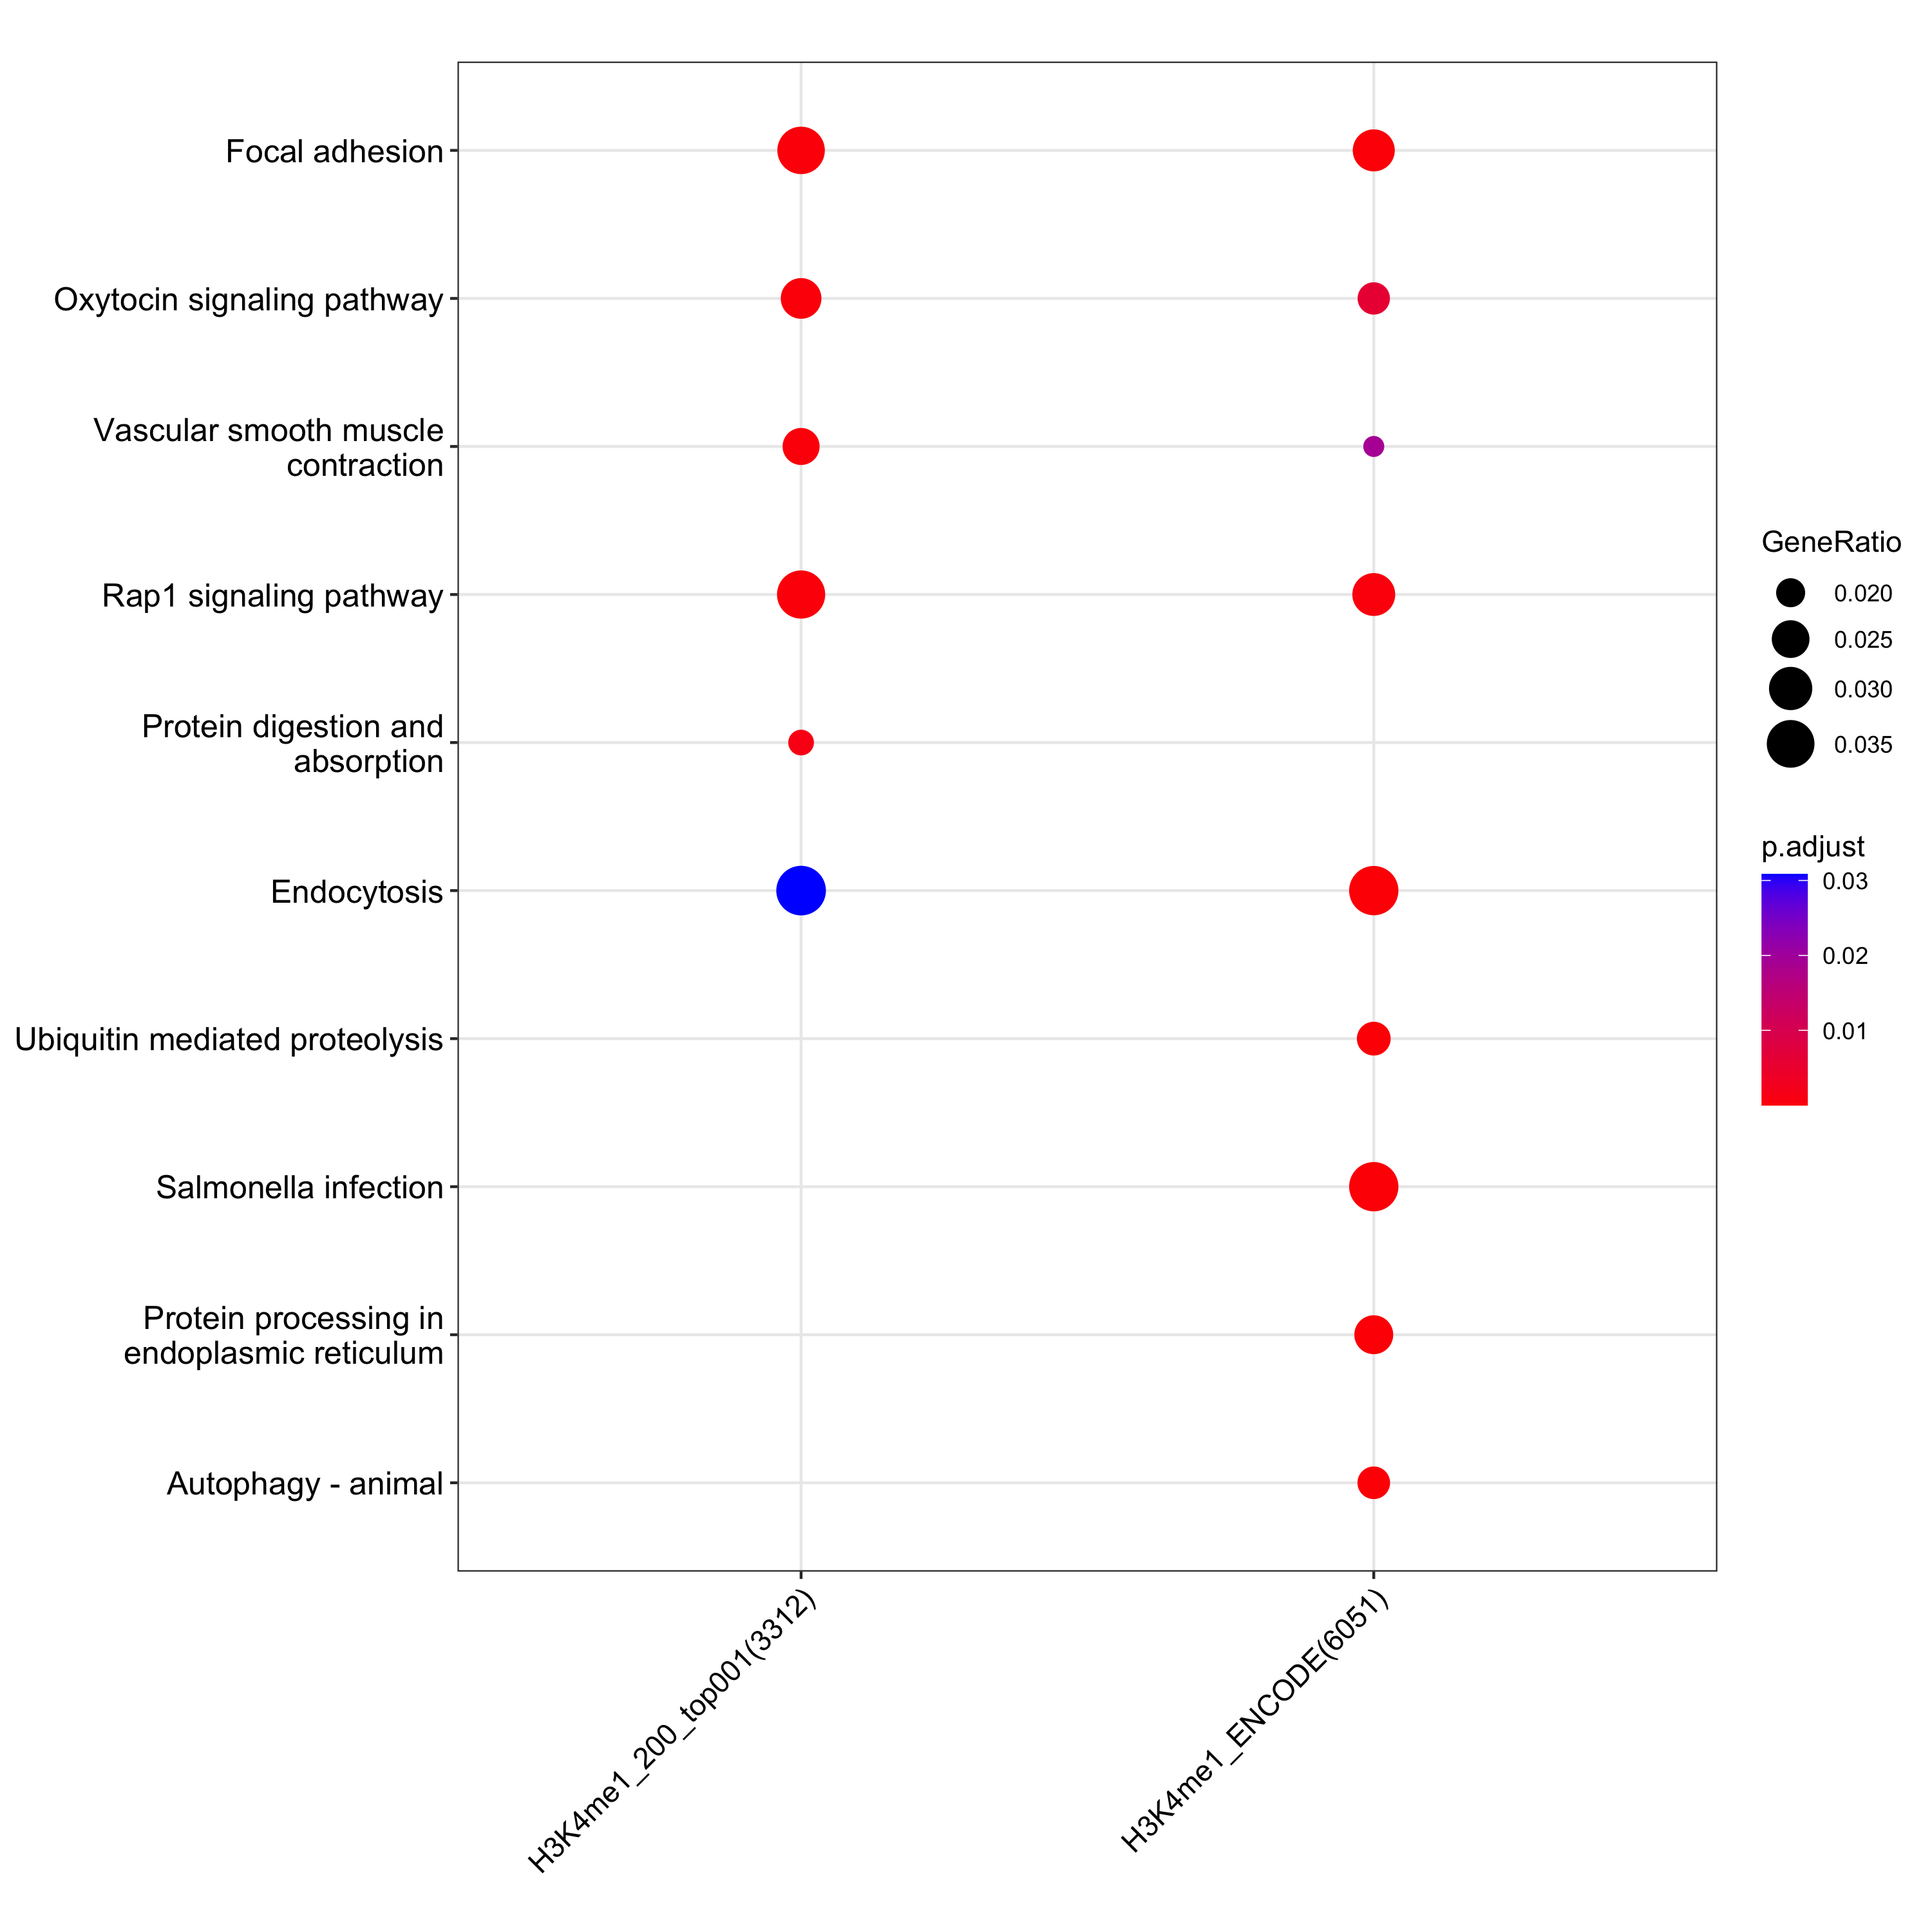 Focal adhesion
Oxytocin signaling pathway
Vascular smooth muscle
contraction
Rap1 signaling pathway
Protein digestion and
absorption
Endocytosis
Ubiquitin mediated proteolysis
Salmonella infection
Protein processing in
endoplasmic reticulum
Autophagy - animal
H3K4me1_200_top001(3312)
H3K4me1_ENCODE(6051)
GeneRatio
0.020
0.025
0.030
0.035
p.adjust
0.03
0.02
0.01